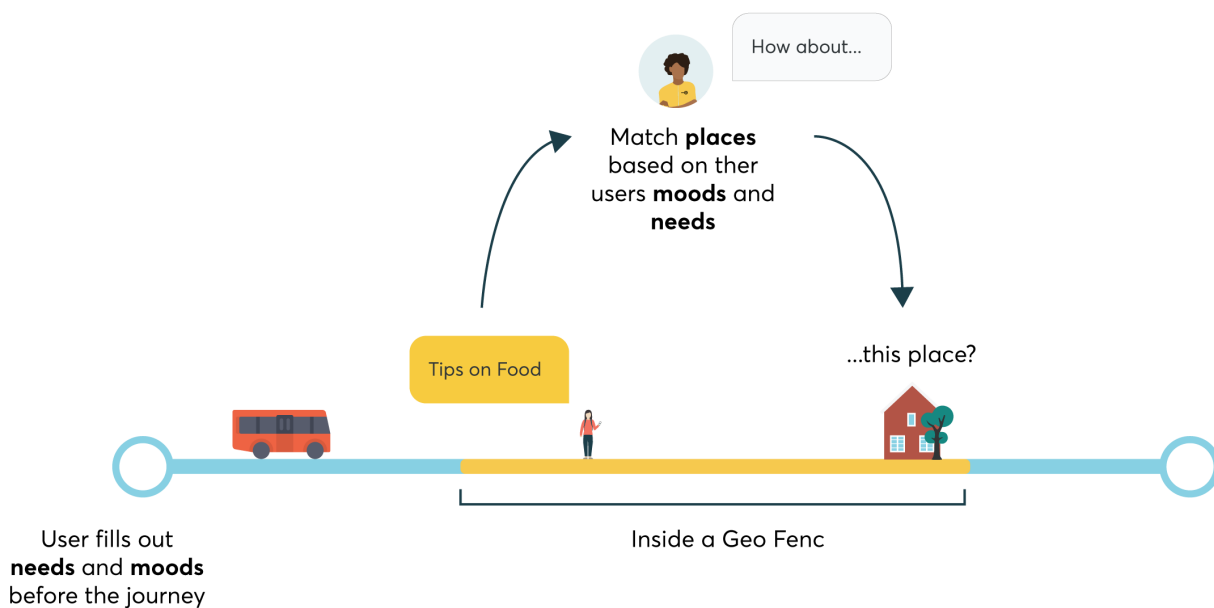 How about...
Match places
based on ther
users moods and
needs
Tips on Food
...this place?
Inside a Geo Fenc
User fills out
needs and moods
before the journey